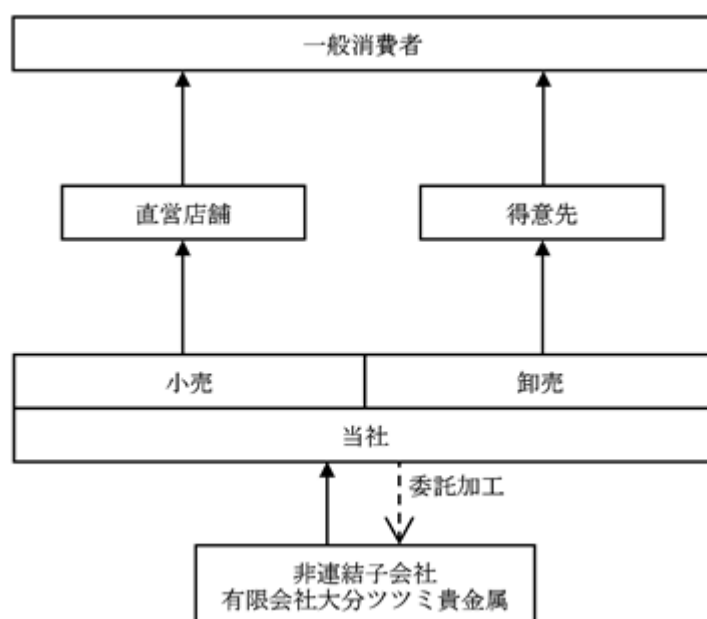 一般消費者
直営店舗
得意先
小売
卸売
当社
委託加工
非連結子会社
有限会社大分ツツミ貴金属